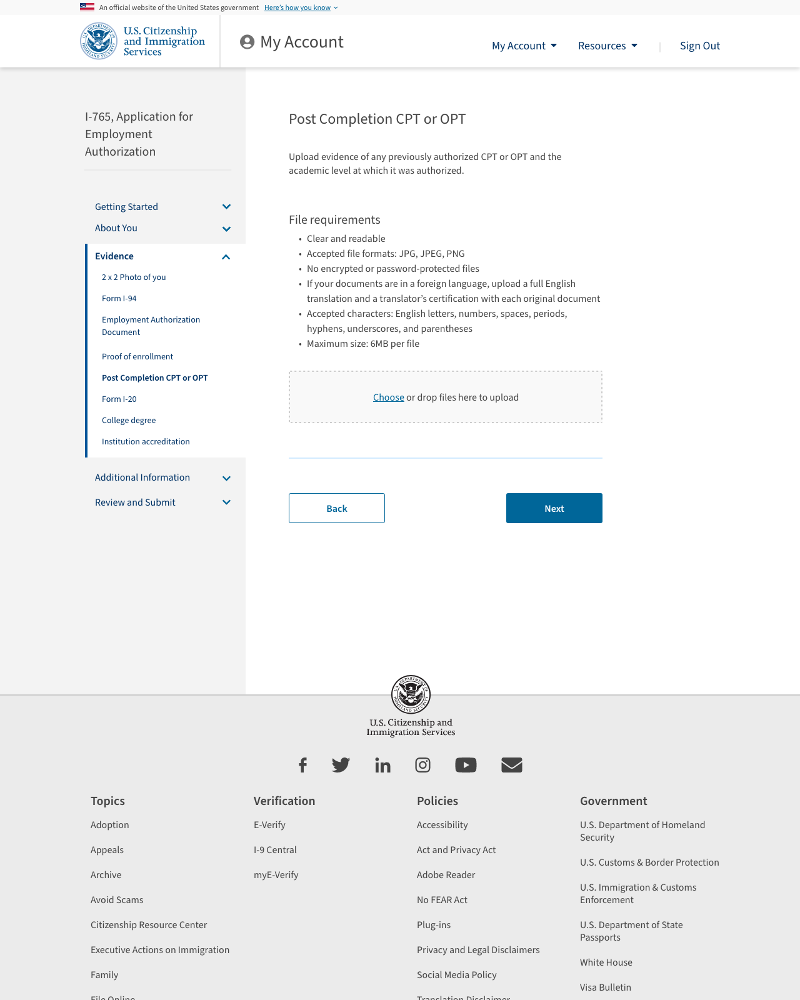 An official website of the United States government Here's how you know
U.S. Citizenship
and Immigration
Services
My Account
My Account
Resources
Sign Out
I-765, Application for
Employment
Authorization
Getting Started
About You
Evidence
2 x 2 Photo of you
Form I-94
Employment Authorization
Document
Proof of enrollment
Post Completion CPT or OPT
Form I-20
College degree
Institution accreditation
Additional Information
Review and Submit
Post Completion CPT or OPT
Upload evidence of any previously authorized CPT or OPT and the
academic level at which it was authorized.
File requirements
• Clear and readable
• Accepted file formats: JPG, JPEG, PNG
• No encrypted or password-protected files
• If your documents are in a foreign language, upload a full English
translation and a translator’s certification with each original document
• Accepted characters: English letters, numbers, spaces, periods,
hyphens, underscores, and parentheses
• Maximum size: 6MB per file
Choose or drop files here to upload
Back
Next
U.S. DEPARTMENT OF HOMELAND SECURITY
U.S. Citizenship and
Immigration Services
Topics
Adoption
Appeals
Archive
Avoid Scams
Citizenship Resource Center
Executive Actions on Immigration
Family
File Online
Verification
E-Verify
I-9 Central
myE-Verify
Policies
Accessibility
Act and Privacy Act
Adobe Reader
No FEAR Act
Plug-ins
Privacy and Legal Disclaimers
Social Media Policy
Translation Disclaimer
Government
U.S. Department of Homeland
Security
U.S. Customs & Border Protection
U.S. Immigration & Customs
Enforcement
U.S. Department of State
Passports
White House
Visa Bulletin